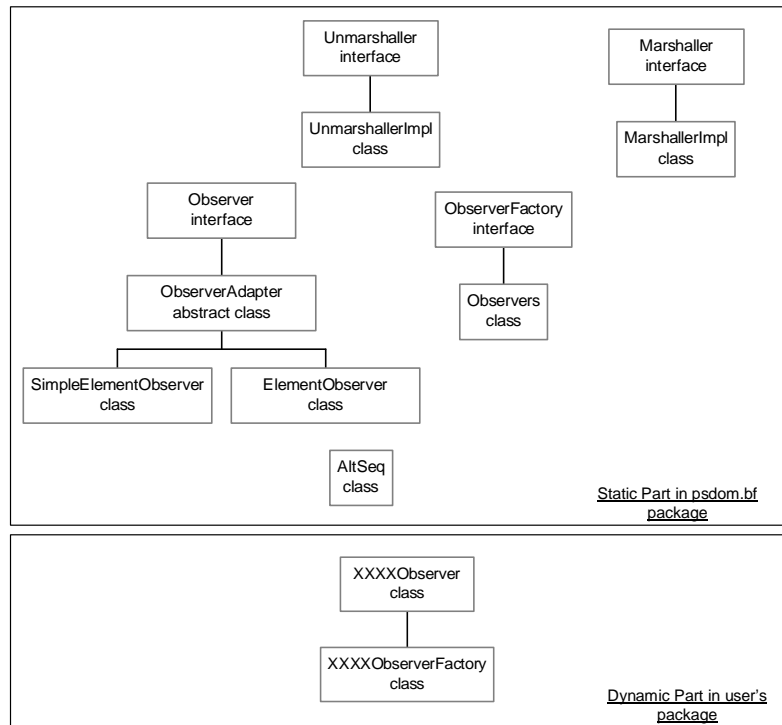 Unmarshaller
interface
Marshaller
interface
UnmarshallerImpl
class
MarshallerImpl
class
Observer
interface
ObserverFactory
interface
ObserverAdapter
abstract class
Observers
class
SimpleElementObserver
class
ElementObserver
class
AltSeq
class
Static Part in psdom.bf
package
XXXXObserver
class
XXXXObserverFactory
class
Dynamic Part in user's
package